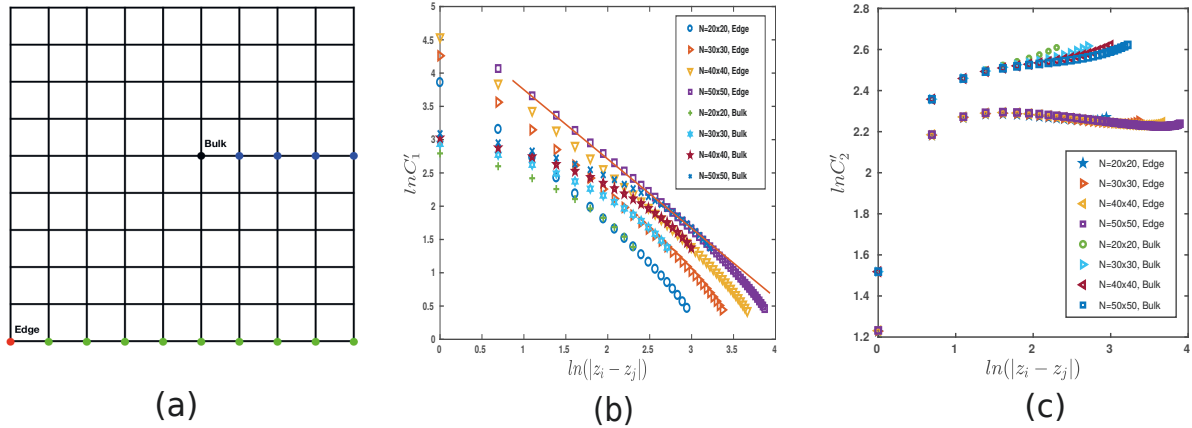 Bulk
Edge
(a)
lnC′₁
5
4.5
4
3.5
3
2.5
2
1.5
1
0.5
0
0
0.5
1
1.5
2
2.5
3
3.5
4
ln(|zᵢ − zⱼ|)
N=20x20, Edge
N=30x30, Edge
N=40x40, Edge
N=50x50, Edge
N=20x20, Bulk
N=30x30, Bulk
N=40x40, Bulk
N=50x50, Bulk
(b)
lnC′₂
2.8
2.6
2.4
2.2
2
1.8
1.6
1.4
1.2
0
1
2
3
4
ln(|zᵢ − zⱼ|)
N=20x20, Edge
N=30x30, Edge
N=40x40, Edge
N=50x50, Edge
N=20x20, Bulk
N=30x30, Bulk
N=40x40, Bulk
N=50x50, Bulk
(c)